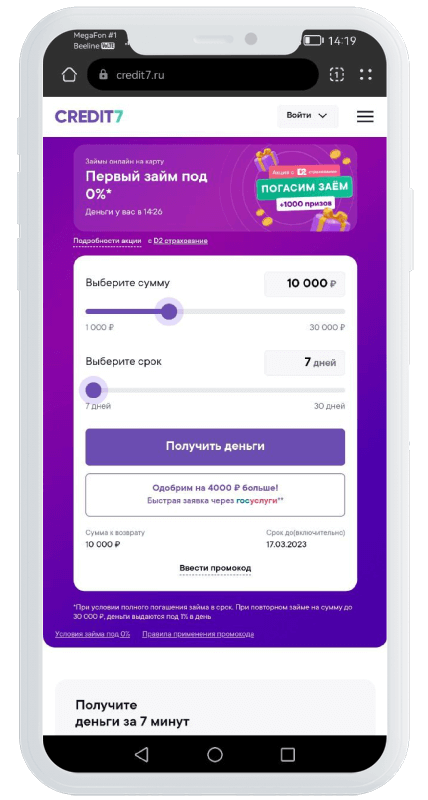 MegaFon #1
Beeline
14:19
credit7.ru
1
CREDIT7
Войти
Займы онлайн на карту
Первый займ под
0%*
Деньги у вас в 14:26
Акция с D2 страхование
ПОГАСИМ ЗАЁМ
+1000 призов
Подробности акции с D2 страхование
Выберите сумму
10 000 ₽
1 000 ₽
30 000 ₽
Выберите срок
7 дней
7 дней
30 дней
Получить деньги
Одобрим на 4000 ₽ больше!
Быстрая заявка через госуслуги**
Сумма к возврату
10 000 ₽
Срок до(включительно)
17.03.2023
Ввести промокод
*При условии полного погашения займа в срок. При повторном займе на сумму до
30 000 ₽, деньги выдаются под 1% в день
Условия займа под 0%
Правила применения промокода
Получите
деньги за 7 минут